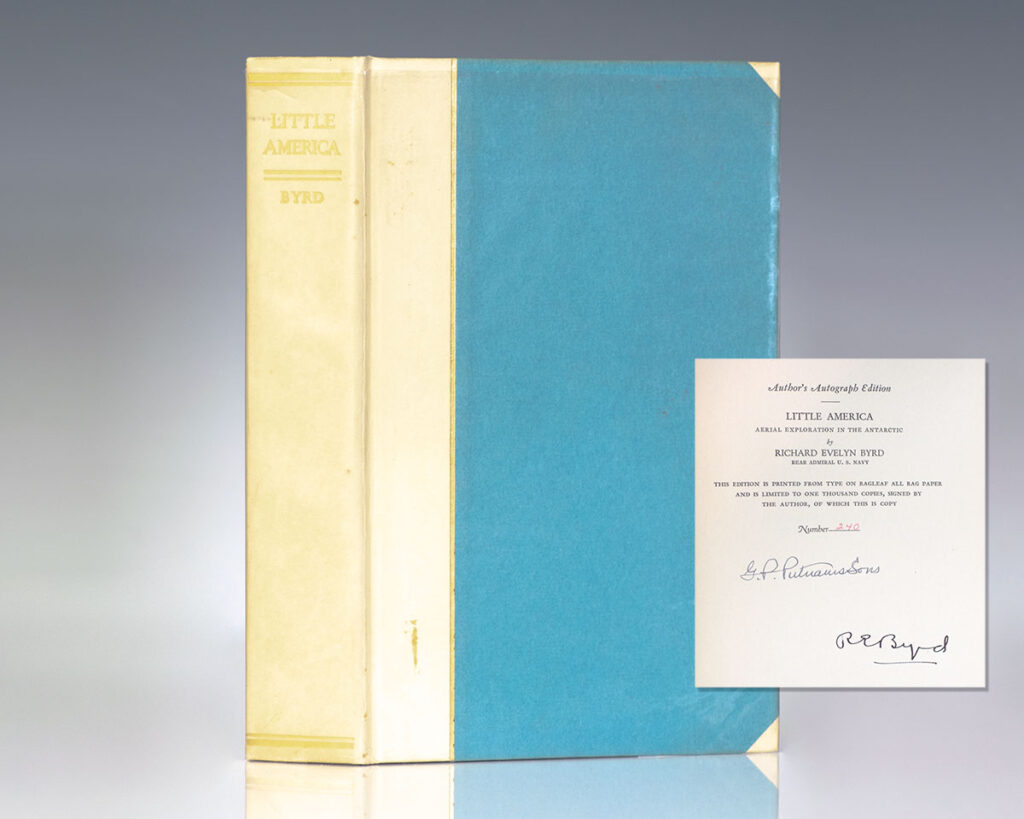 LITTLE
AMERICA
BYRD
Author's Autograph Edition
LITTLE AMERICA
AERIAL EXPLORATION IN THE ANTARCTIC
by
RICHARD EVELYN BYRD
REAR ADMIRAL U. S. NAVY
THIS EDITION IS PRINTED FROM TYPE ON RAGLEAF ALL RAG PAPER
AND IS LIMITED TO ONE THOUSAND COPIES, SIGNED BY
THE AUTHOR, OF WHICH THIS IS COPY
Number 240
G. P. Putnams Sons
R E Byrd